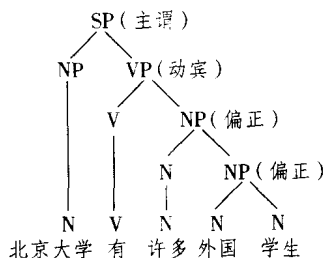 SP(主谓)
NP VP(动宾)
V NP(偏正)
N NP(偏正)
N V N N N
北京大学 有 许多 外国 学生